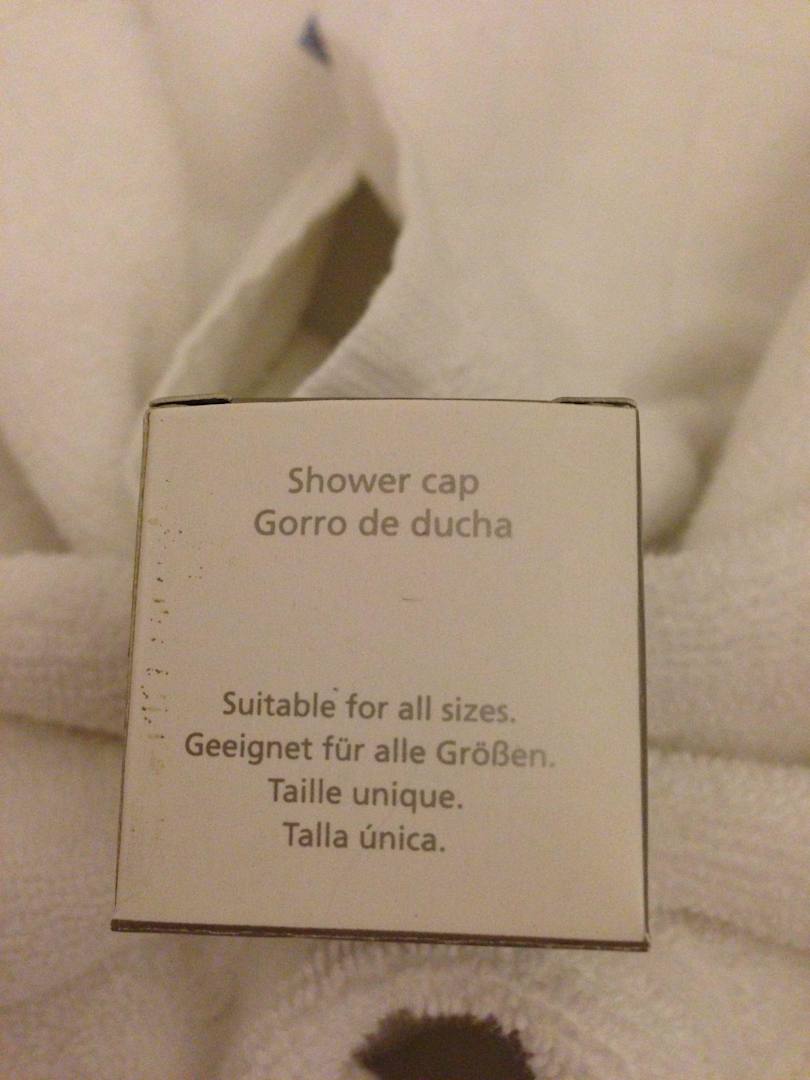 Shower cap
Gorro de ducha
Suitable for all sizes.
Geeignet für alle Größen.
Taille unique.
Talla única.